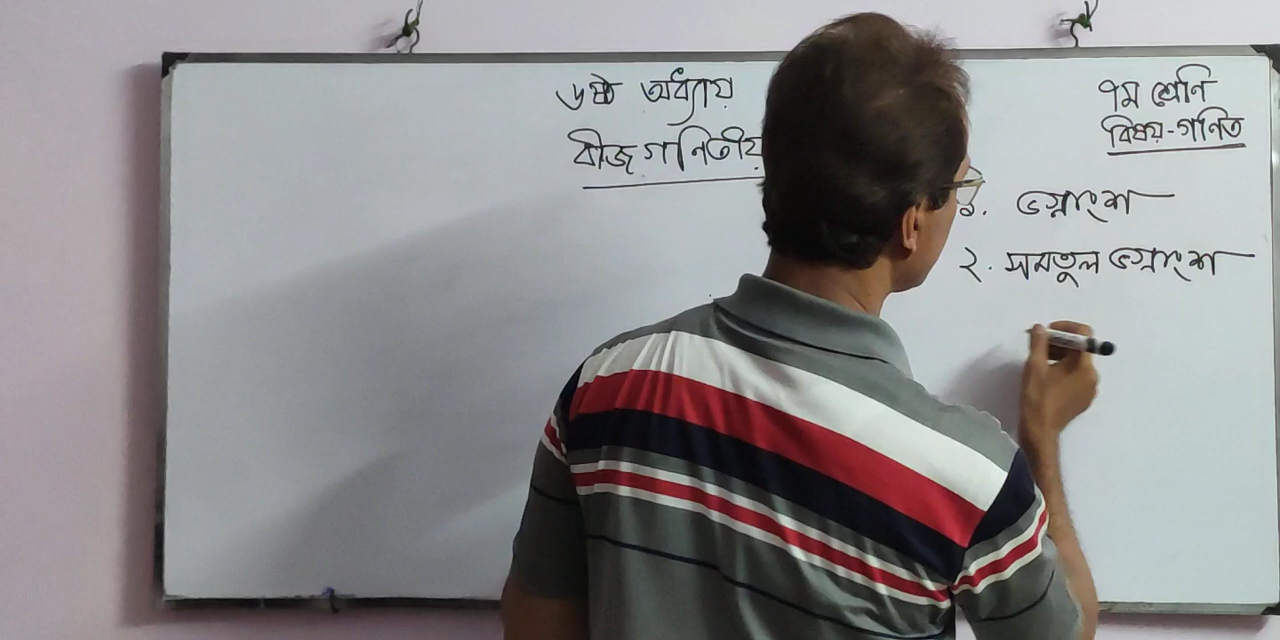 ৬ষ্ঠ অধ্যায়
বীজগণিতীয়
৭ম শ্রেণি
বিষয়-গণিত
১. ভগ্নাংশ
২. সমতুল ভগ্নাংশ